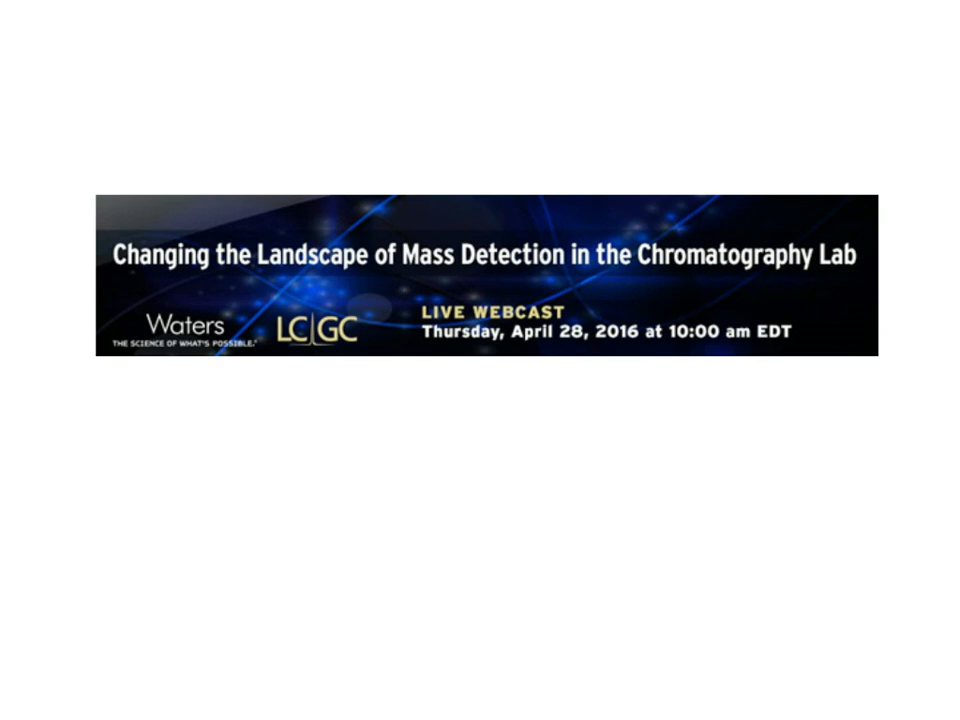 Changing the Landscape of Mass Detection in the Chromatography Lab
Waters
THE SCIENCE OF WHAT'S POSSIBLE.
LC|GC
LIVE WEBCAST
Thursday, April 28, 2016 at 10:00 am EDT